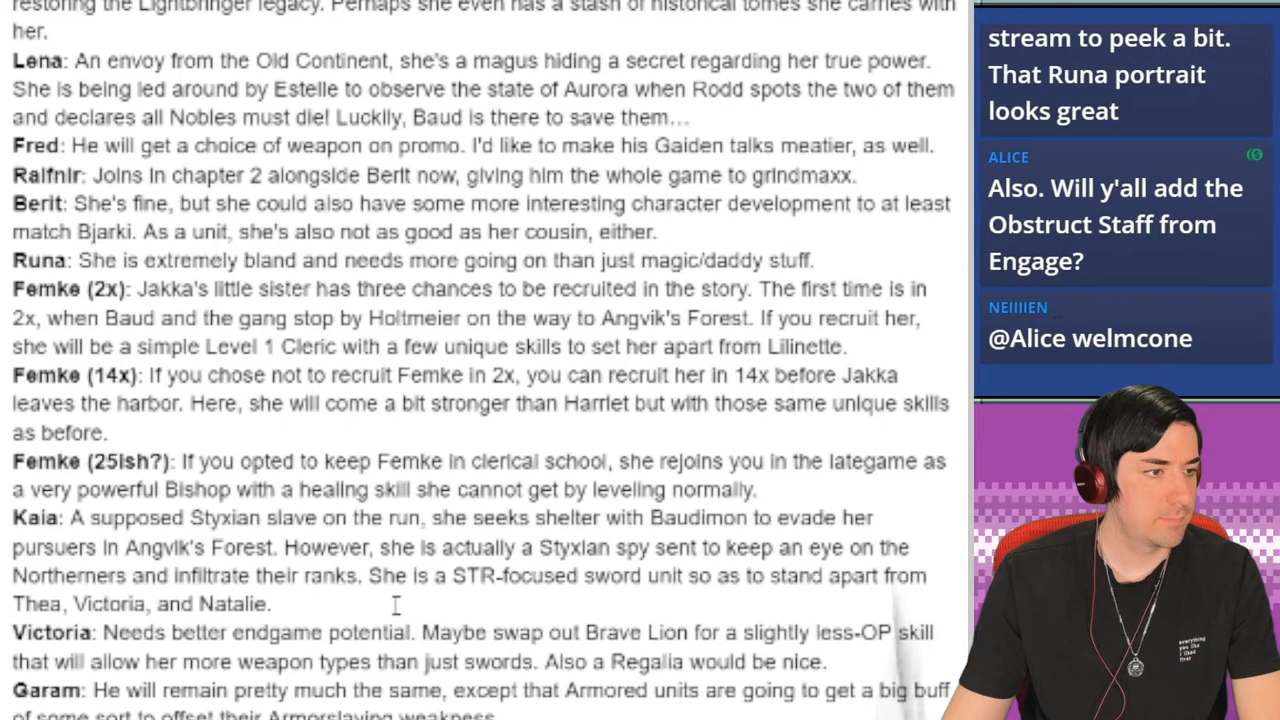 restoring the Lightbringer legacy. Perhaps she even has a stash of historical tomes she carries with
her.
Lena: An envoy from the Old Continent, she's a magus hiding a secret regarding her true power.
She is being led around by Estelle to observe the state of Aurora when Rodd spots the two of them
and declares all Nobles must die! Luckily, Baud is there to save them...
Fred: He will get a choice of weapon on promo. I'd like to make his Gaiden talks meatier, as well.
Ralfnir: Joins in chapter 2 alongside Berit now, giving him the whole game to grindmaxx.
Berit: She's fine, but she could also have some more interesting character development to at least
match Bjarki. As a unit, she's also not as good as her cousin, either.
Runa: She is extremely bland and needs more going on than just magic/daddy stuff.
Femke (2x): Jakka's little sister has three chances to be recruited in the story. The first time is in
2x, when Baud and the gang stop by Holtmeier on the way to Angvik's Forest. If you recruit her,
she will be a simple Level 1 Cleric with a few unique skills to set her apart from Lilinette.
Femke (14x): If you chose not to recruit Femke in 2x, you can recruit her in 14x before Jakka
leaves the harbor. Here, she will come a bit stronger than Harriet but with those same unique skills
as before.
Femke (25ish?): If you opted to keep Femke in clerical school, she rejoins you in the lategame as
a very powerful Bishop with a healing skill she cannot get by leveling normally.
Kaia: A supposed Styxian slave on the run, she seeks shelter with Baudimon to evade her
pursuers in Angvik's Forest. However, she is actually a Styxian spy sent to keep an eye on the
Northerners and infiltrate their ranks. She is a STR-focused sword unit so as to stand apart from
Thea, Victoria, and Natalie.
Victoria: Needs better endgame potential. Maybe swap out Brave Lion for a slightly less-OP skill
that will allow her more weapon types than just swords. Also a Regalia would be nice.
Garam: He will remain pretty much the same, except that Armored units are going to get a big buff
of some sort to offset their Armorslaying weakness.
stream to peek a bit.
That Runa portrait
looks great
ALICE
Also. Will y'all add the
Obstruct Staff from
Engage?
NEIIIIEN
@Alice welmcone
everything
you like
I liked
first